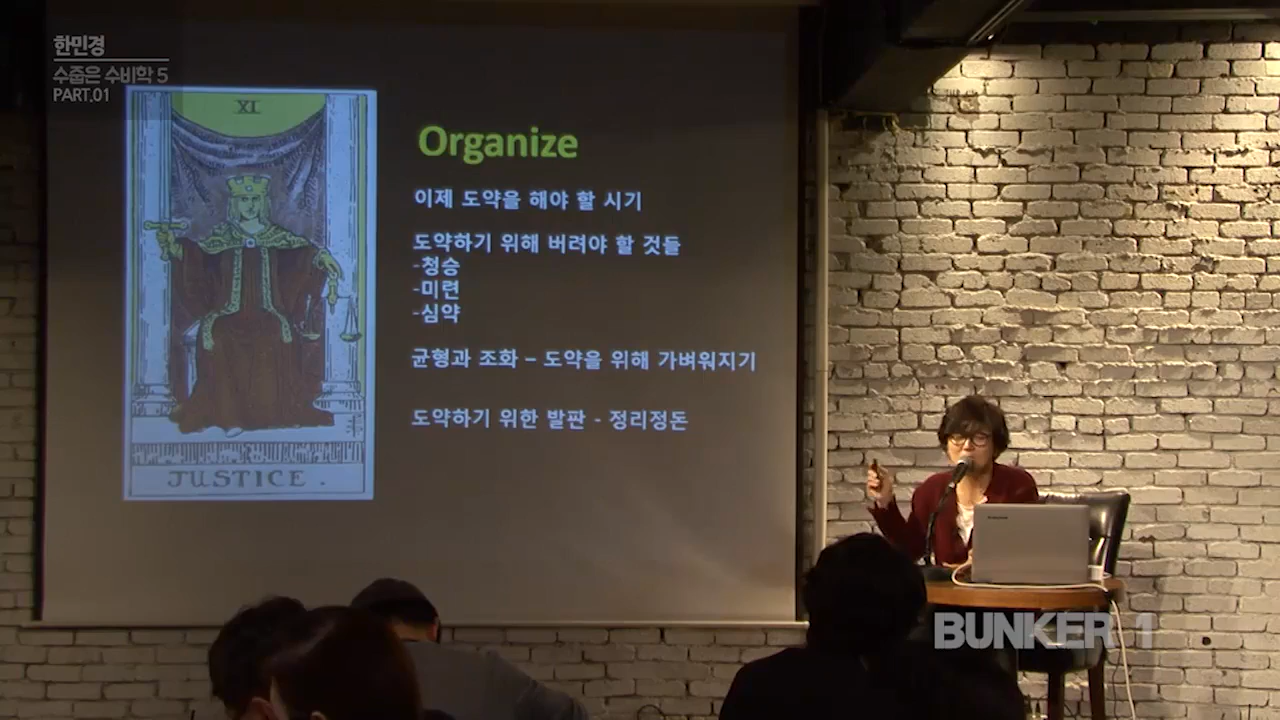 한민경
수줍은 수비학 5
PART.01
XI
JUSTICE .
Organize
이제 도약을 해야 할 시기
도약하기 위해 버려야 할 것들
-청승
-미련
-심약
균형과 조화 – 도약을 위해 가벼워지기
도약하기 위한 발판 - 정리정돈
BUNKER 1